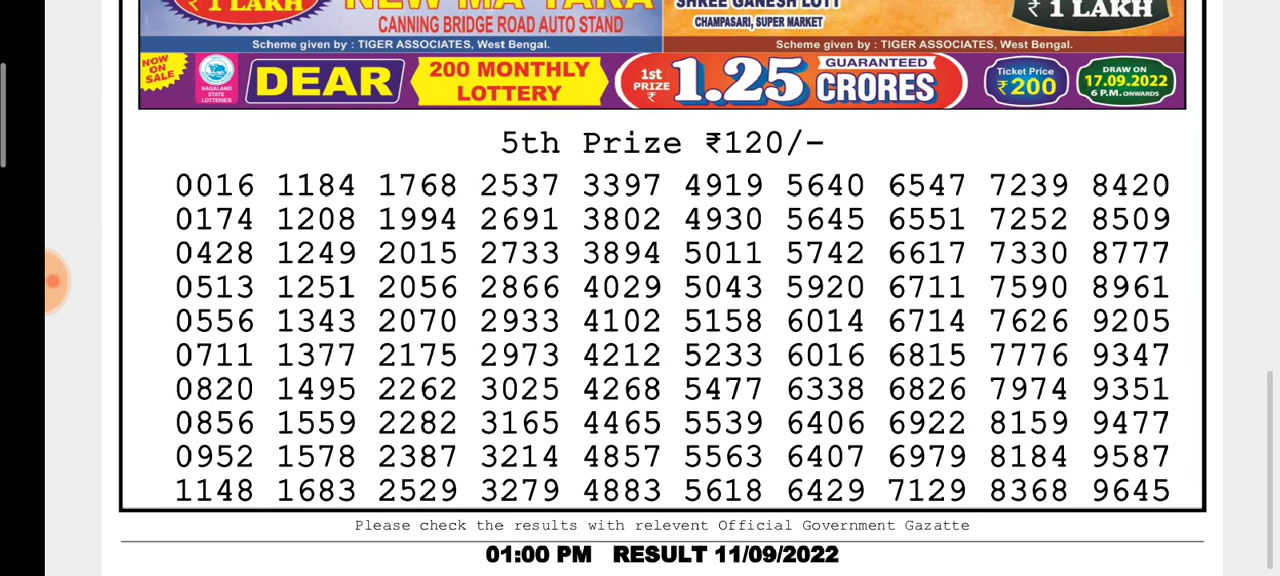 ₹ 1 LAKH
NEW MA TARA
CANNING BRIDGE ROAD AUTO STAND
SHREE GANESH LOTT
CHAMPASARI, SUPER MARKET
₹ 1 LAKH
Scheme given by : TIGER ASSOCIATES, West Bengal.
Scheme given by : TIGER ASSOCIATES, West Bengal.
NOW ON SALE
NAGALAND STATE LOTTERIES
DEAR
200 MONTHLY
LOTTERY
1st PRIZE ₹
1.25
GUARANTEED
CRORES
Ticket Price
₹200
DRAW ON
17.09.2022
6 P.M. ONWARDS
5th Prize ₹120/-
0016 1184 1768 2537 3397 4919 5640 6547 7239 8420
0174 1208 1994 2691 3802 4930 5645 6551 7252 8509
0428 1249 2015 2733 3894 5011 5742 6617 7330 8777
0513 1251 2056 2866 4029 5043 5920 6711 7590 8961
0556 1343 2070 2933 4102 5158 6014 6714 7626 9205
0711 1377 2175 2973 4212 5233 6016 6815 7776 9347
0820 1495 2262 3025 4268 5477 6338 6826 7974 9351
0856 1559 2282 3165 4465 5539 6406 6922 8159 9477
0952 1578 2387 3214 4857 5563 6407 6979 8184 9587
1148 1683 2529 3279 4883 5618 6429 7129 8368 9645
Please check the results with relevent Official Government Gazatte
01:00 PM RESULT 11/09/2022